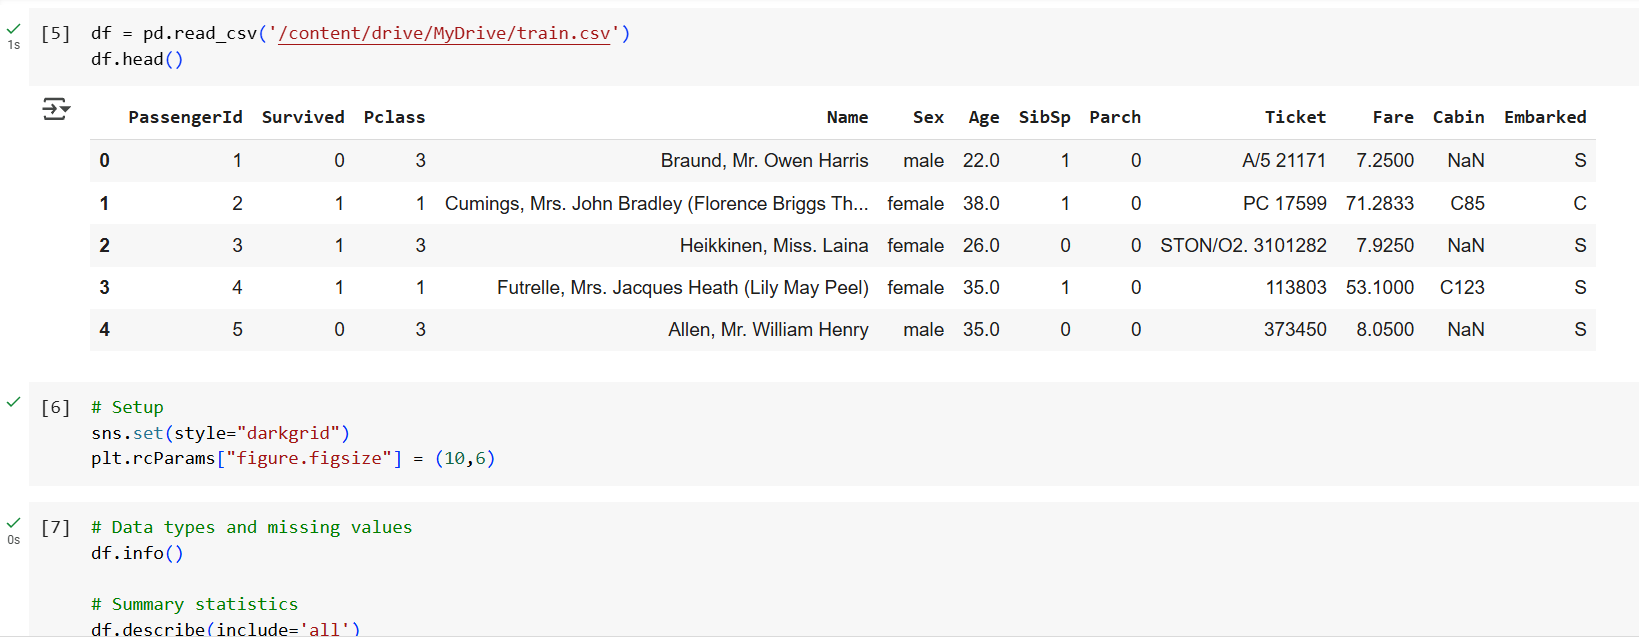 1s
[5] df = pd.read_csv('/content/drive/MyDrive/train.csv')
df.head()
PassengerId Survived Pclass Name Sex Age SibSp Parch Ticket Fare Cabin Embarked
0 1 0 3 Braund, Mr. Owen Harris male 22.0 1 0 A/5 21171 7.2500 NaN S
1 2 1 1 Cumings, Mrs. John Bradley (Florence Briggs Th... female 38.0 1 0 PC 17599 71.2833 C85 C
2 3 1 3 Heikkinen, Miss. Laina female 26.0 0 0 STON/O2. 3101282 7.9250 NaN S
3 4 1 1 Futrelle, Mrs. Jacques Heath (Lily May Peel) female 35.0 1 0 113803 53.1000 C123 S
4 5 0 3 Allen, Mr. William Henry male 35.0 0 0 373450 8.0500 NaN S
[6] # Setup
sns.set(style="darkgrid")
plt.rcParams["figure.figsize"] = (10,6)
0s
[7] # Data types and missing values
df.info()
# Summary statistics
df.describe(include='all')